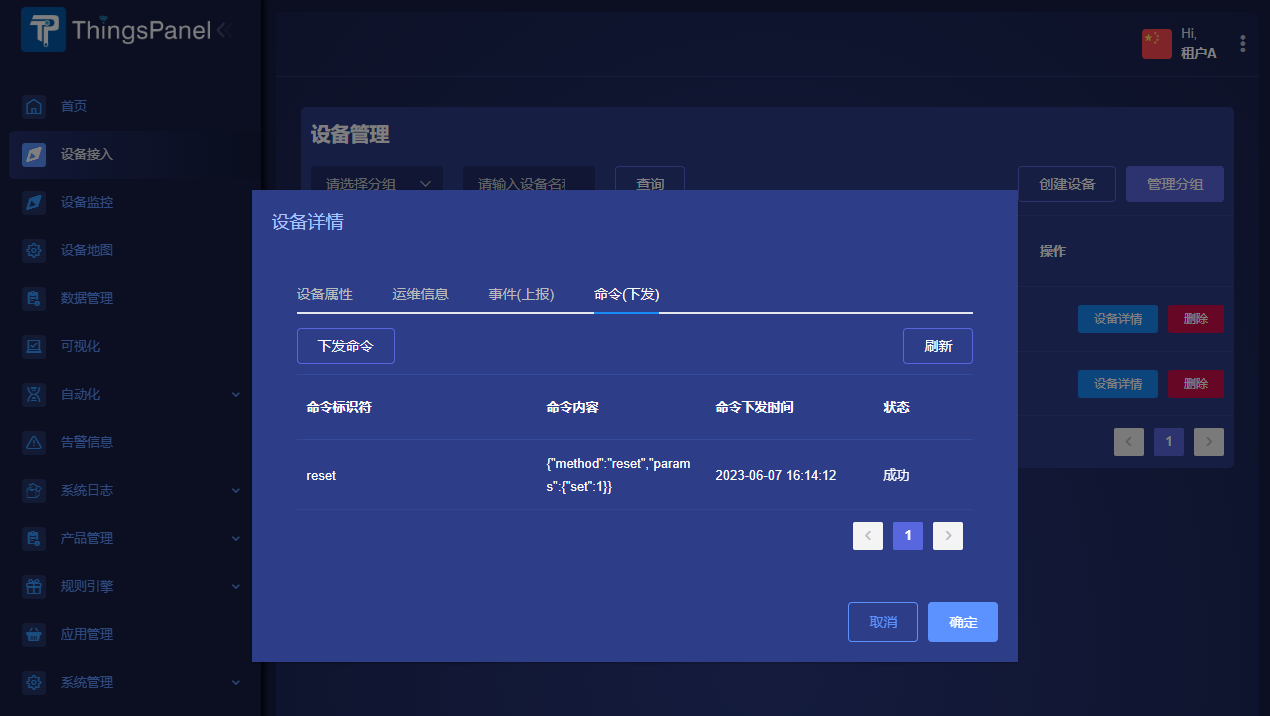 ThingsPanel
Hi,
租户A
首页
设备接入
设备监控
设备地图
数据管理
可视化
自动化
告警信息
系统日志
产品管理
规则引擎
应用管理
系统管理
设备管理
请选择分组
请输入设备名称
查询
创建设备
管理分组
操作
设备详情
删除
设备详情
删除
1
设备详情
设备属性
运维信息
事件(上报)
命令(下发)
下发命令
刷新
命令标识符
命令内容
命令下发时间
状态
reset
{"method":"reset","param
s":{"set":1}}
2023-06-07 16:14:12
成功
1
取消
确定